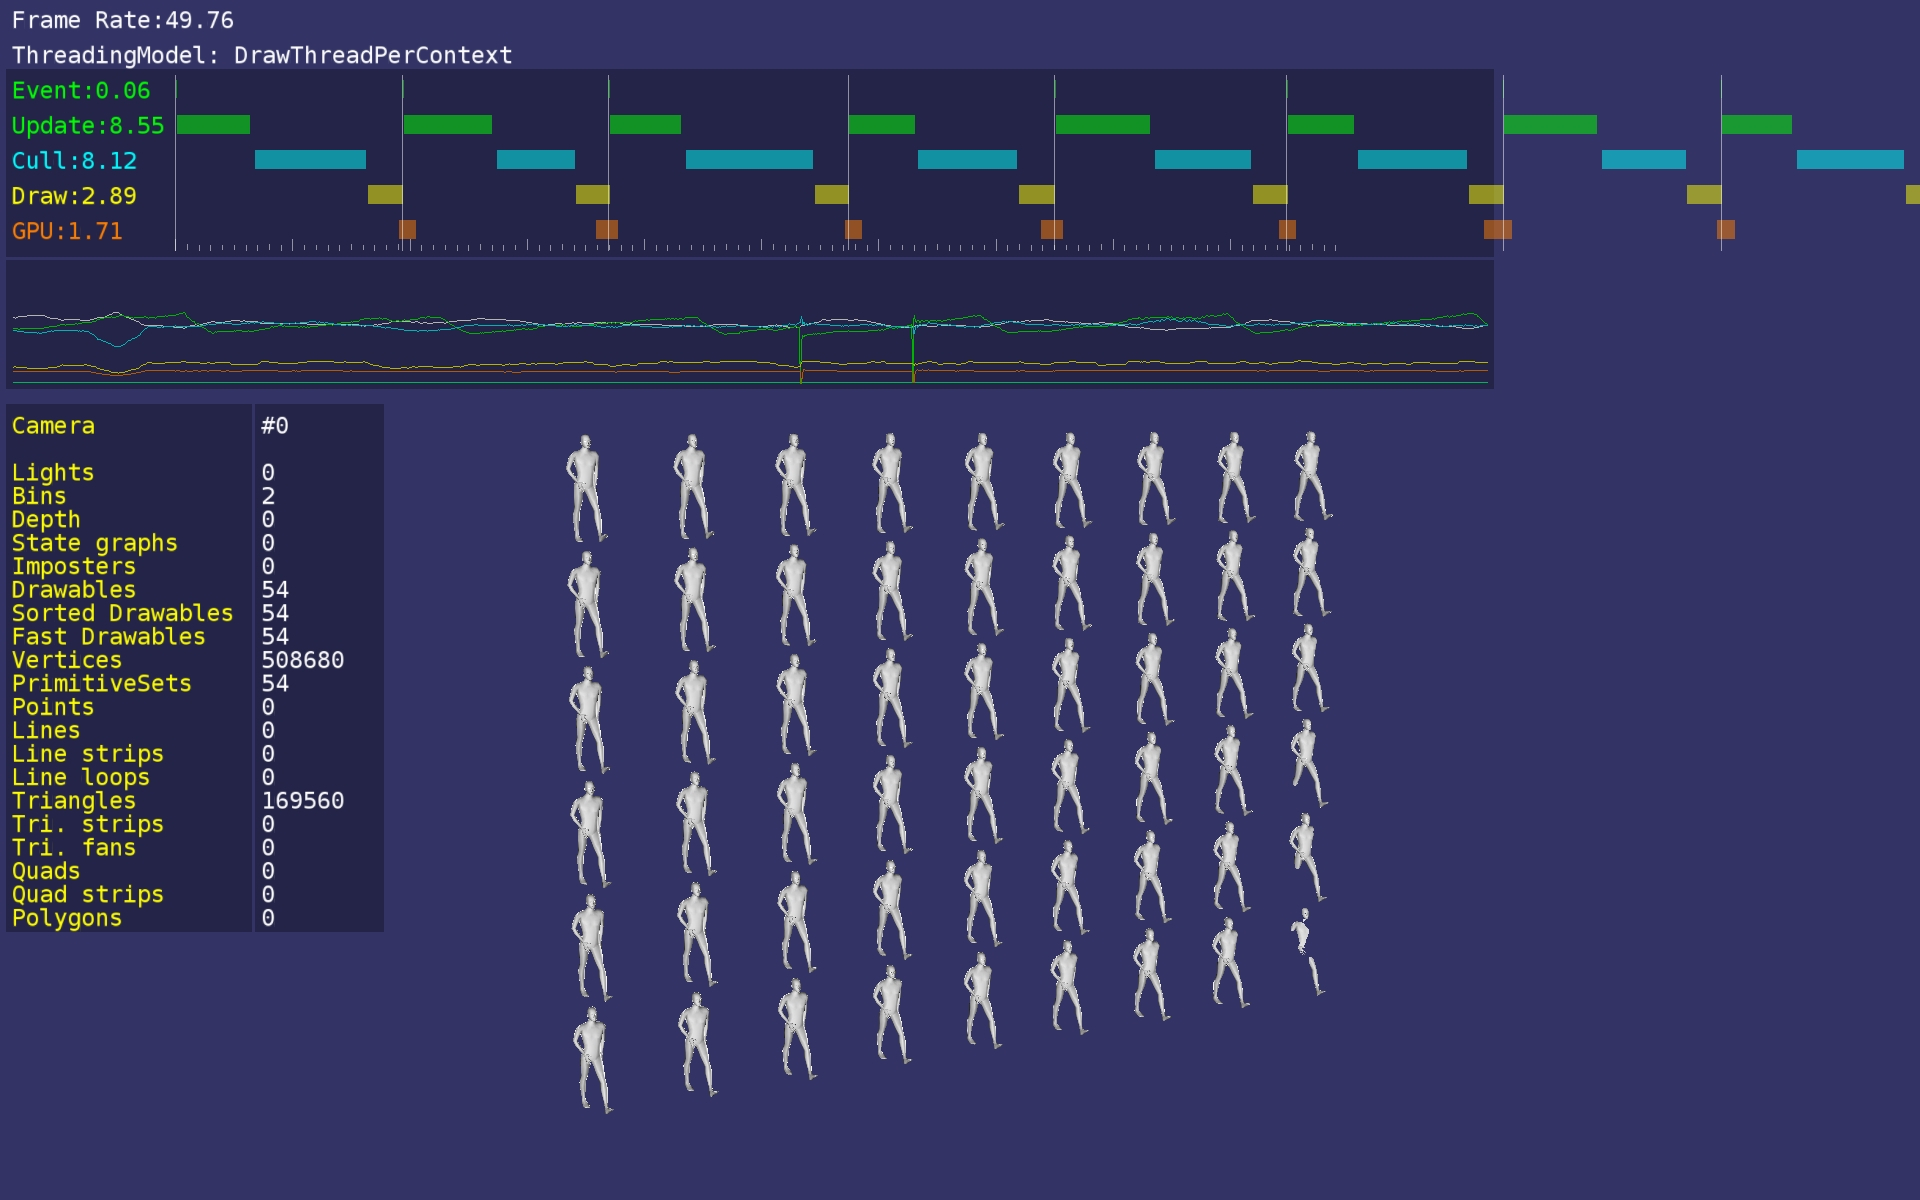 Frame Rate:49.76
ThreadingModel: DrawThreadPerContext
Event:0.06
Update:8.55
Cull:8.12
Draw:2.89
GPU:1.71
Camera #0
Lights 0
Bins 2
Depth 0
State graphs 0
Imposters 0
Drawables 54
Sorted Drawables 54
Fast Drawables 54
Vertices 508680
PrimitiveSets 54
Points 0
Lines 0
Line strips 0
Line loops 0
Triangles 169560
Tri. strips 0
Tri. fans 0
Quads 0
Quad strips 0
Polygons 0